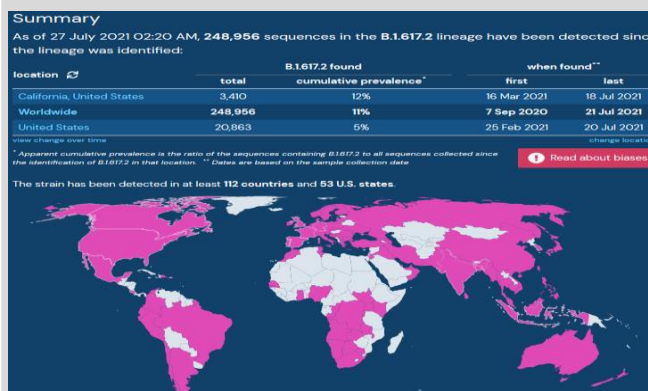 Summary
As of 27 July 2021 02:20 AM, 248,956 sequences in the B.1.617.2 lineage have been detected sinc
the lineage was identified:
B.1.617.2 found when found**
location total cumulative prevalence* first last
California, United States 3,410 12% 16 Mar 2021 18 Jul 2021
Worldwide 248,956 11% 7 Sep 2020 21 Jul 2021
United States 20,863 5% 25 Feb 2021 20 Jul 2021
view change over time change locatio
* Apparent cumulative prevalence is the ratio of the sequences containing B.1.617.2 to all sequences collected since
the identification of B.1.617.2 in that location. ** Dates are based on the sample collection date
Read about biases
The strain has been detected in at least 112 countries and 53 U.S. states.